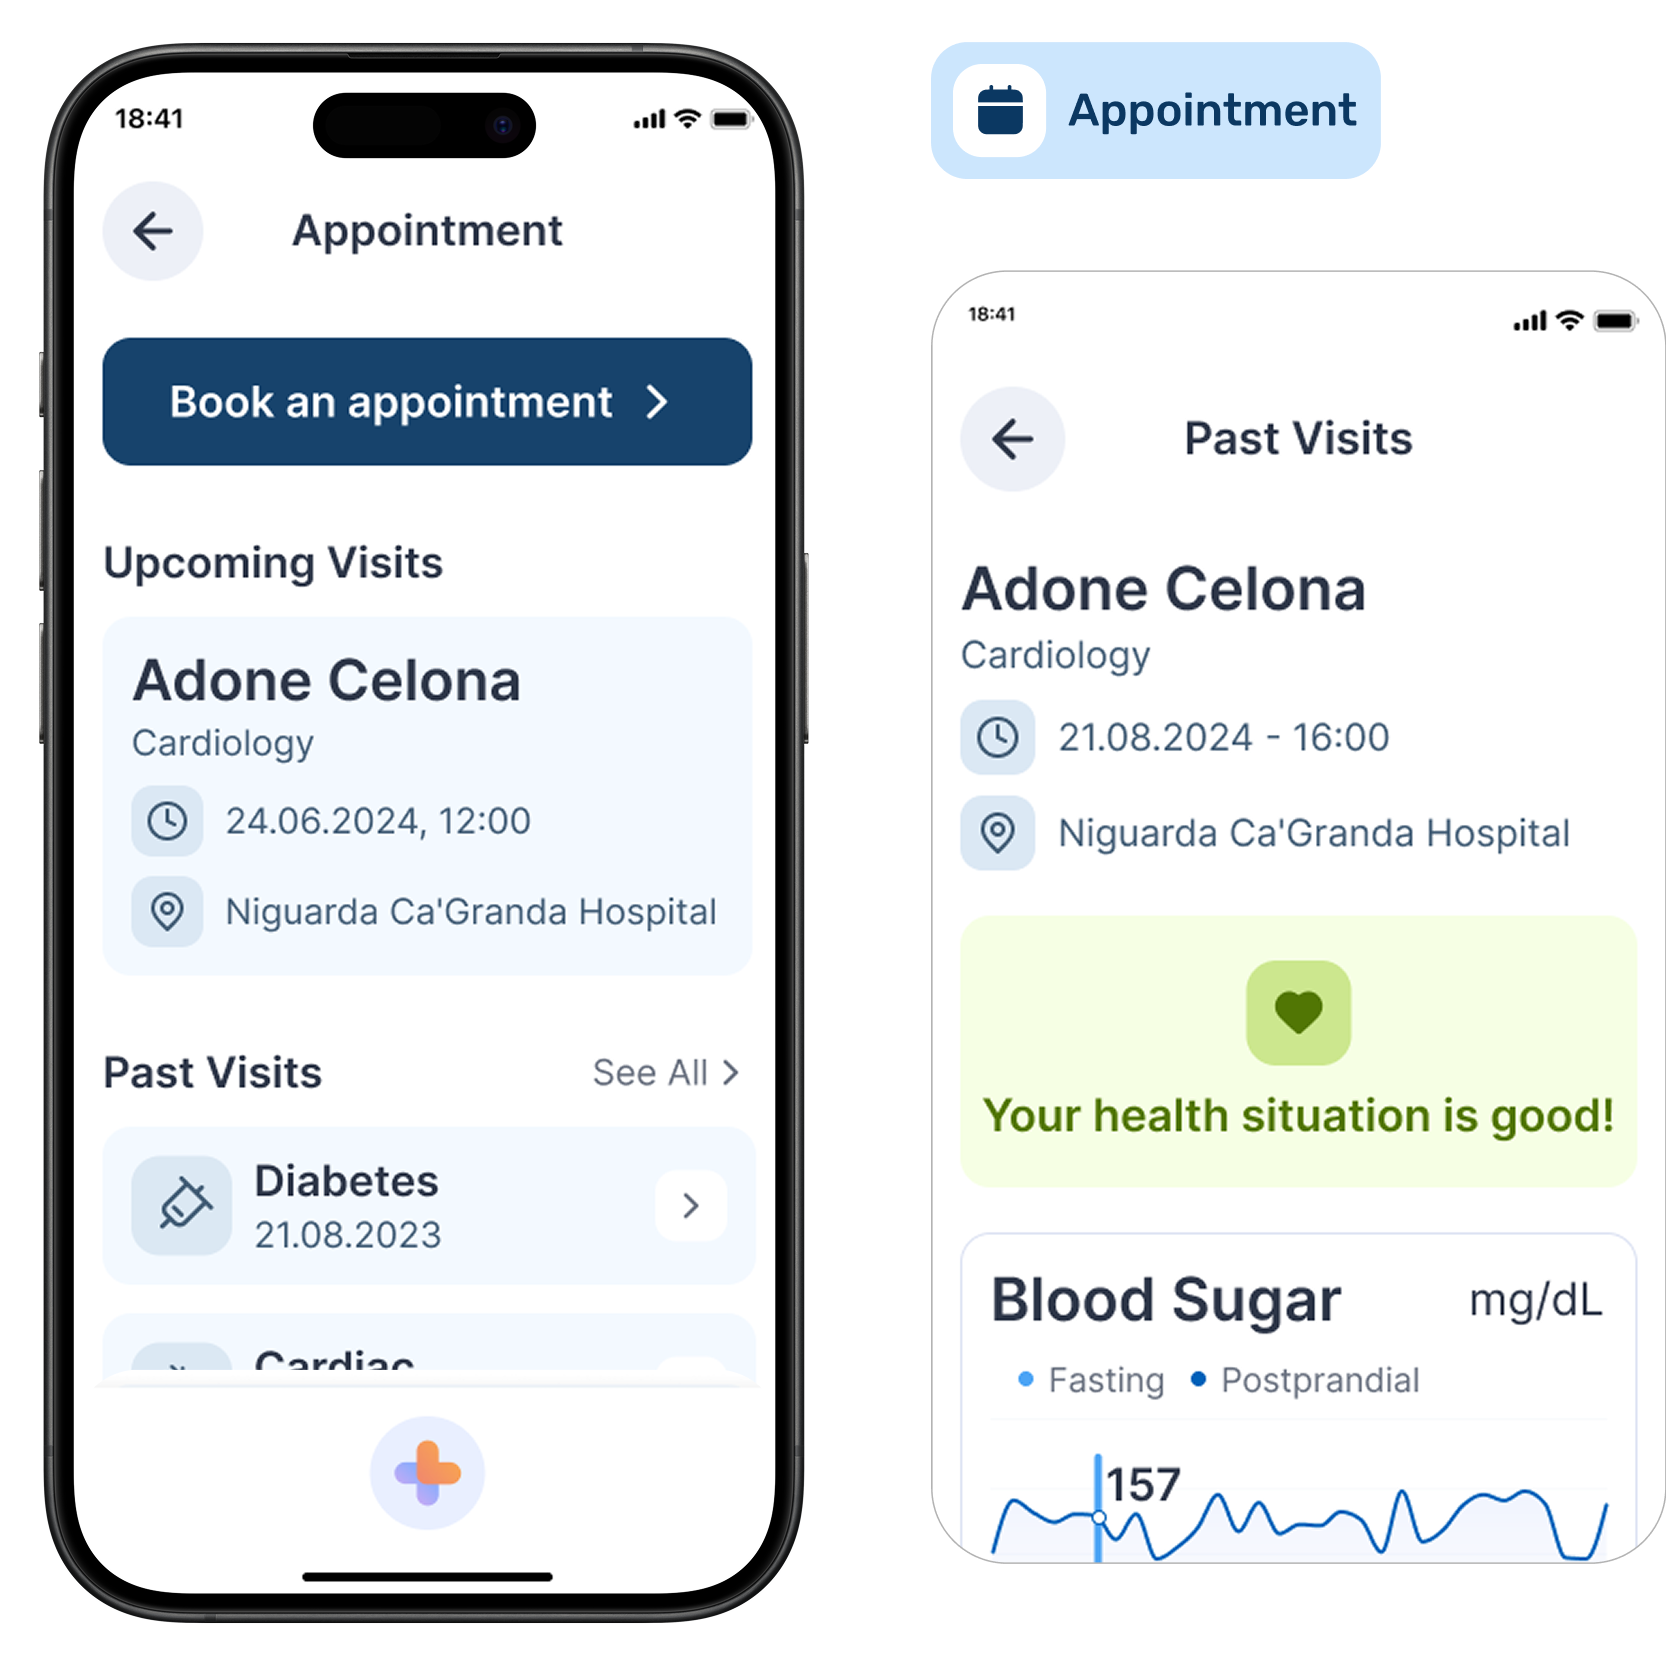 18:41
Appointment
Book an appointment
Upcoming Visits
Adone Celona
Cardiology
24.06.2024, 12:00
Niguarda Ca'Granda Hospital
Past Visits
See All
Diabetes
21.08.2023
Cardiac
Appointment
18:41
Past Visits
Adone Celona
Cardiology
21.08.2024 - 16:00
Niguarda Ca'Granda Hospital
Your health situation is good!
Blood Sugar
mg/dL
Fasting
Postprandial
157